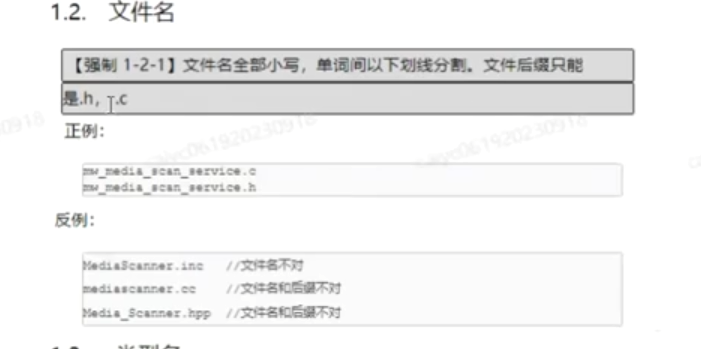 1.2. 文件名
【强制 1-2-1】文件名全部小写，单词间以下划线分割。文件后缀只能
是.h，.c
正例：
mw_media_scan_service.c
mw_media_scan_service.h
反例：
MediaScanner.inc //文件名不对
mediascanner.cc //文件名和后缀不对
Media_Scanner.hpp //文件名和后缀不对